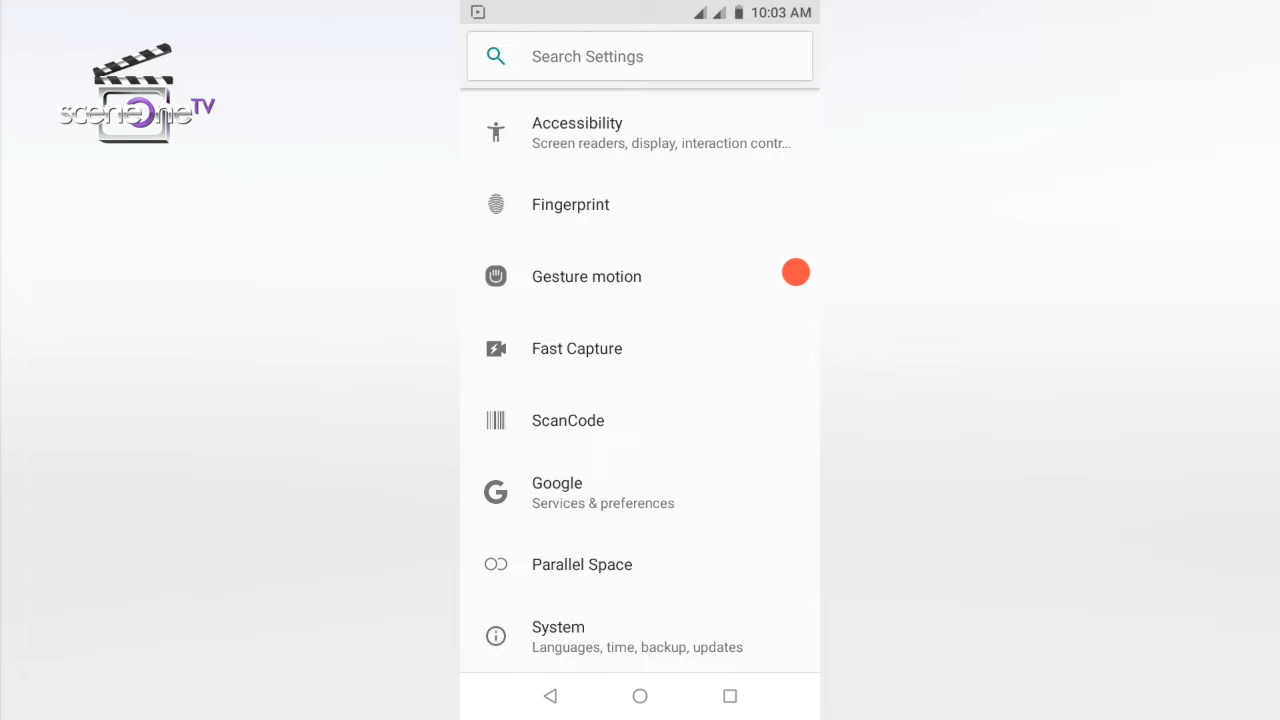 10:03 AM
sceneOneTV
Search Settings
Accessibility
Screen readers, display, interaction contr...
Fingerprint
Gesture motion
Fast Capture
ScanCode
Google
Services & preferences
Parallel Space
System
Languages, time, backup, updates